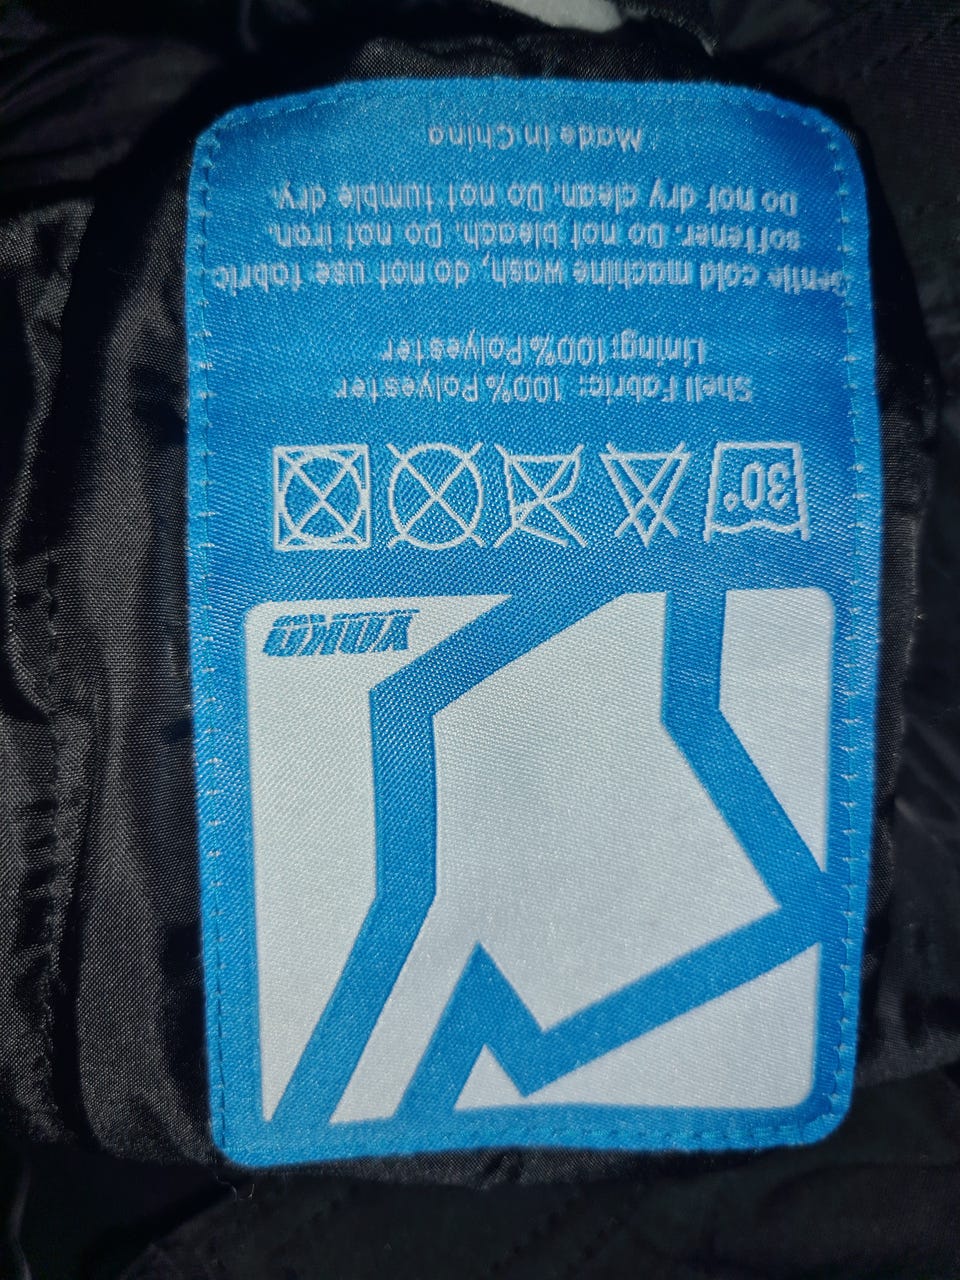 YOKO
30°
Shell Fabric: 100% Polyester
Lining:100% Polyester
Gentle cold machine wash, do not use fabric
softener. Do not bleach. Do not iron.
Do not dry clean. Do not tumble dry.
Made in China